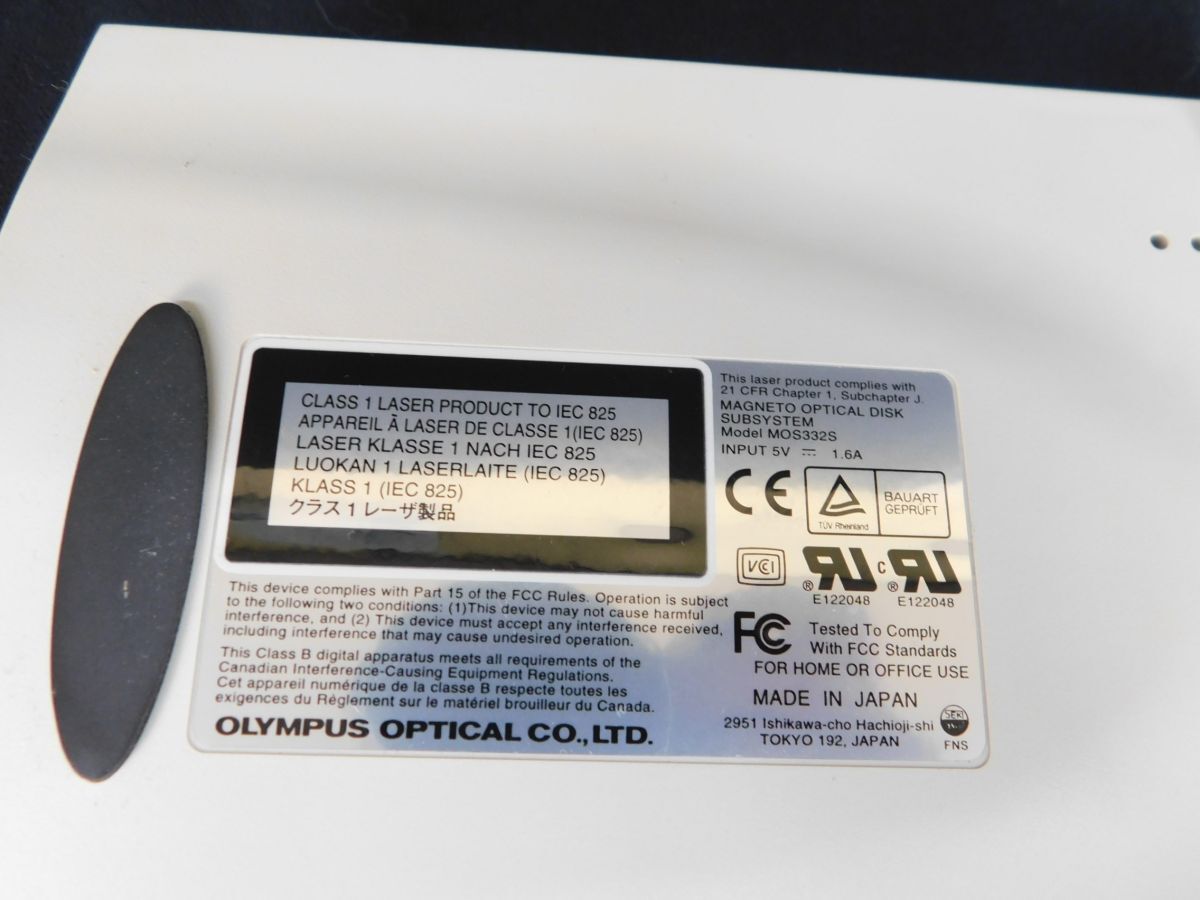 CLASS 1 LASER PRODUCT TO IEC 825
APPAREIL À LASER DE CLASSE 1(IEC 825)
LASER KLASSE 1 NACH IEC 825
LUOKAN 1 LASERLAITE (IEC 825)
KLASS 1 (IEC 825)
クラス1レーザ製品
This laser product complies with
21 CFR Chapter 1, Subchapter J.
MAGNETO OPTICAL DISK
SUBSYSTEM
Model MOS332S
INPUT 5V ⎓ 1.6A
CE
TÜV Rheinland
BAUART
GEPRÜFT
VCI
®RU c®RU
E122048 E122048
FC Tested To Comply
With FCC Standards
FOR HOME OR OFFICE USE
MADE IN JAPAN
2951 Ishikawa-cho Hachioji-shi
TOKYO 192, JAPAN
SEKI
FNS
This device complies with Part 15 of the FCC Rules. Operation is subject
to the following two conditions: (1)This device may not cause harmful
interference, and (2) This device must accept any interference received,
including interference that may cause undesired operation.
This Class B digital apparatus meets all requirements of the
Canadian Interference-Causing Equipment Regulations.
Cet appareil numérique de la classe B respecte toutes les
exigences du Règlement sur le matériel brouilleur du Canada.
OLYMPUS OPTICAL CO., LTD.